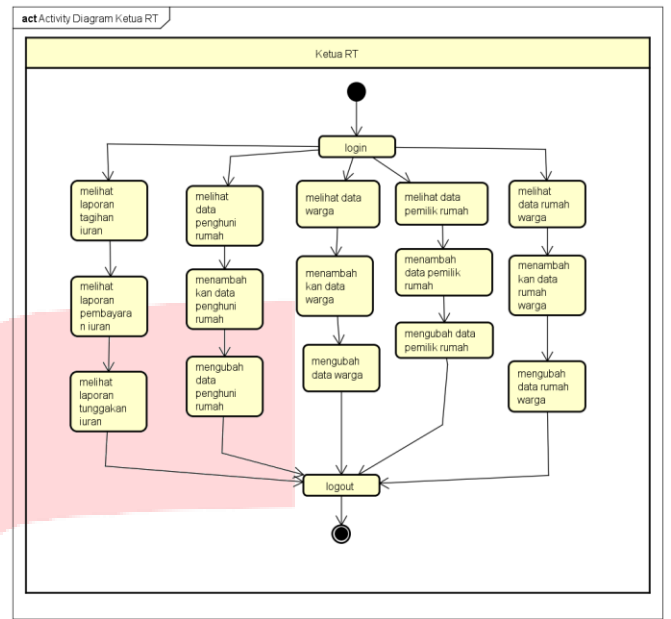 act Activity Diagram Ketua RT
Ketua RT
login
melihat
laporan
tagihan
iuran
melihat
laporan
pembayara
n iuran
melihat
laporan
tunggakan
iuran
melihat
data
penghuni
rumah
menambah
kan data
penghuni
rumah
mengubah
data
penghuni
rumah
melihat data
warga
menambah
kan data
warga
mengubah
data warga
melihat data
pemilik rumah
menambah
data pemilik
rumah
mengubah data
pemilik rumah
melihat
data rumah
warga
menambah
kan data
rumah
warga
mengubah
data rumah
warga
logout